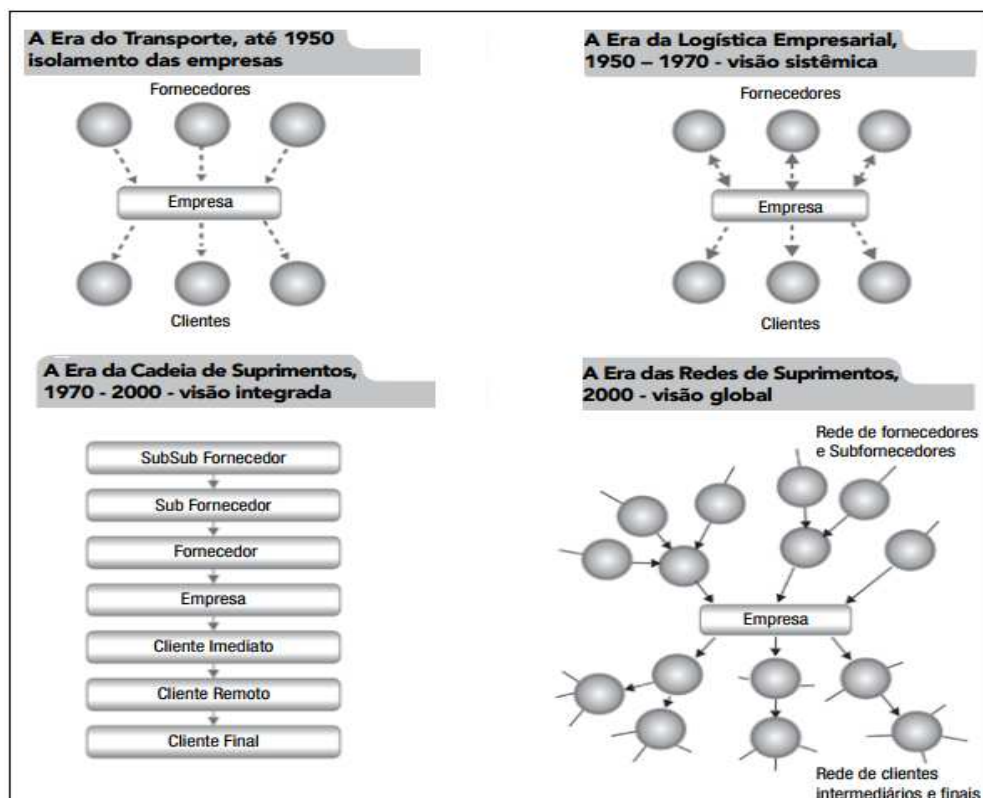 A Era do Transporte, até 1950
isolamento das empresas
Fornecedores
Empresa
Clientes
A Era da Logística Empresarial,
1950 – 1970 - visão sistêmica
Fornecedores
Empresa
Clientes
A Era da Cadeia de Suprimentos,
1970 - 2000 - visão integrada
SubSub Fornecedor
Sub Fornecedor
Fornecedor
Empresa
Cliente Imediato
Cliente Remoto
Cliente Final
A Era das Redes de Suprimentos,
2000 - visão global
Rede de fornecedores
e Subfornecedores
Empresa
Rede de clientes
intermediários e finais